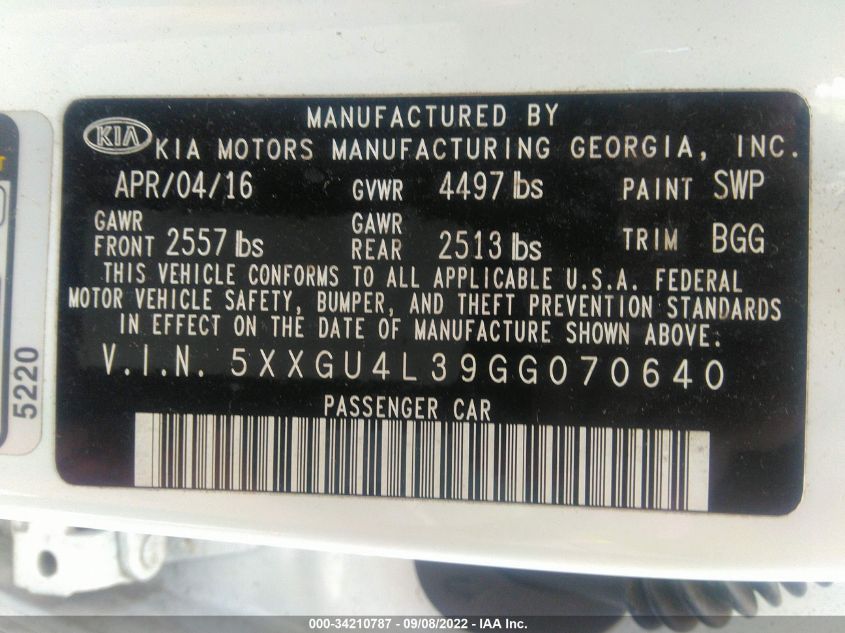 MANUFACTURED BY
KIA KIA MOTORS MANUFACTURING GEORGIA, INC.
APR/04/16 GVWR 4497 lbs PAINT SWP
GAWR FRONT 2557 lbs GAWR REAR 2513 lbs TRIM BGG
THIS VEHICLE CONFORMS TO ALL APPLICABLE U.S.A. FEDERAL
MOTOR VEHICLE SAFETY, BUMPER, AND THEFT PREVENTION STANDARDS
IN EFFECT ON THE DATE OF MANUFACTURE SHOWN ABOVE:
V.I.N. 5XXGU4L39GG070640
PASSENGER CAR
5220
000-34210787 - 09/08/2022 - IAA Inc.